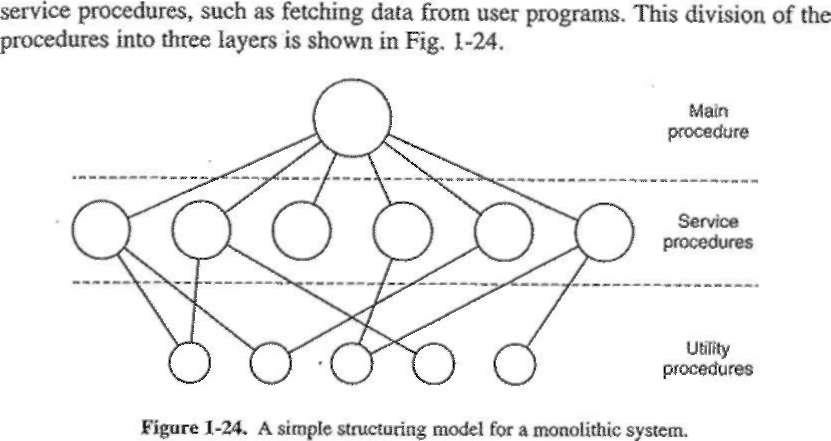 service procedures, such as fetching data from user programs. This division of the
procedures into three layers is shown in Fig. 1-24.
Main
procedure
Service
procedures
Utility
procedures
Figure 1-24. A simple structuring model for a monolithic system.